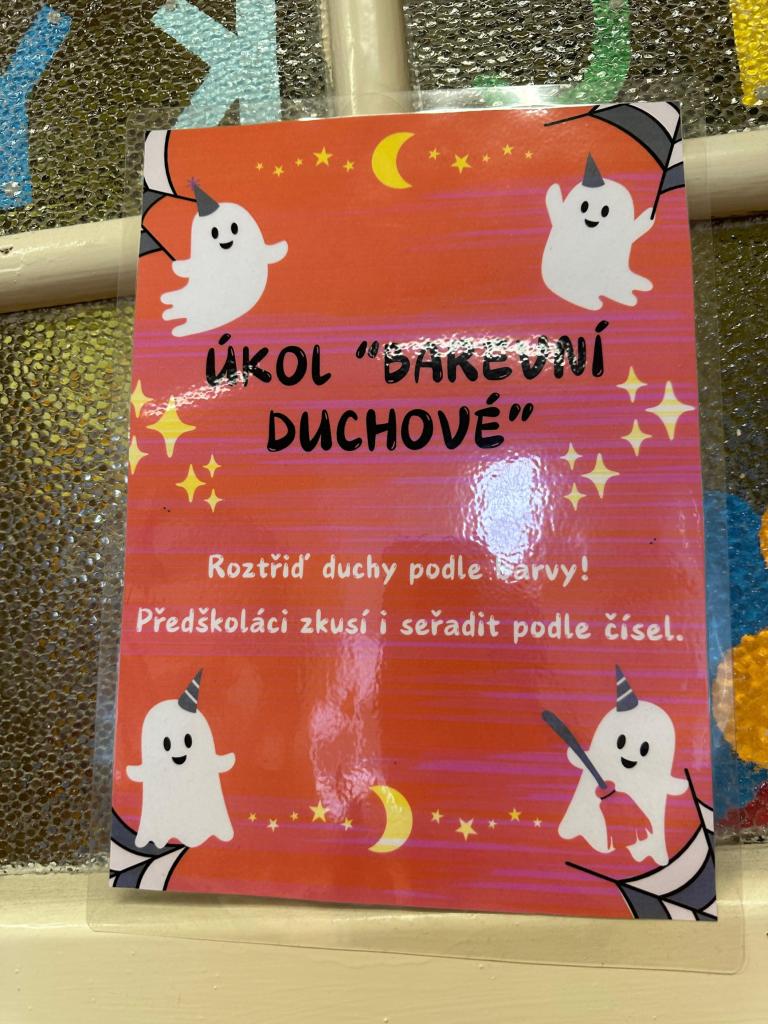 ÚKOL "BAREVNÍ
DUCHOVÉ"
Roztřiď duchy podle barvy!
Předškoláci zkusí i seřadit podle čísel.